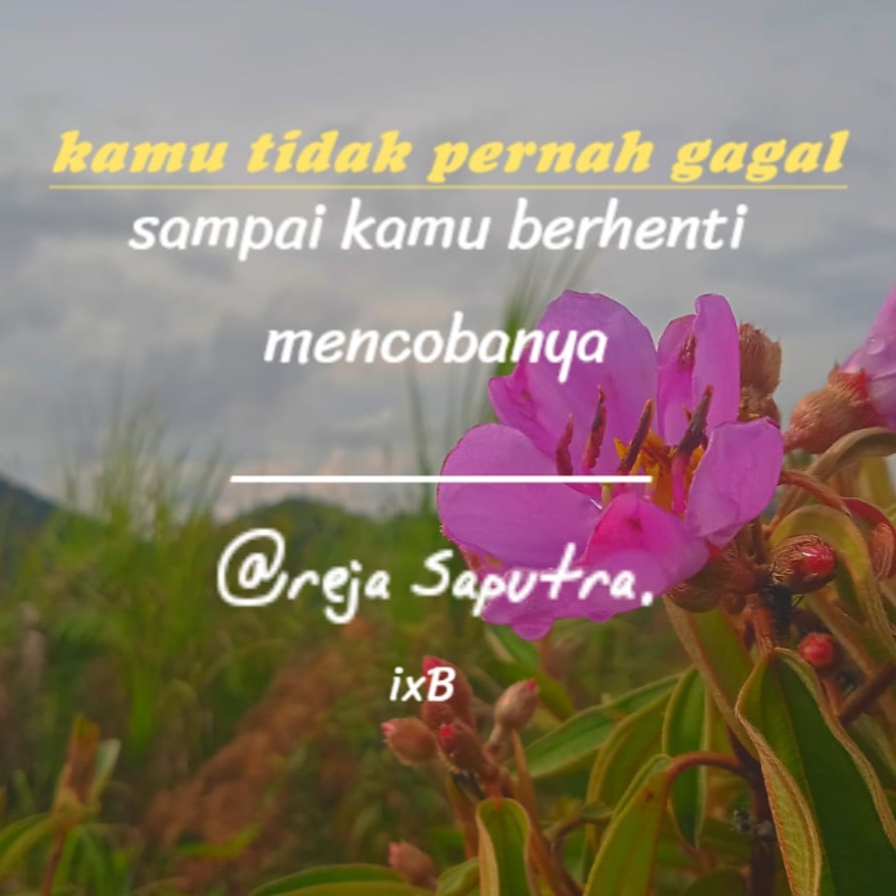 kamu tidak pernah gagal
sampai kamu berhenti
mencobanya
@reja Saputra.
ixB